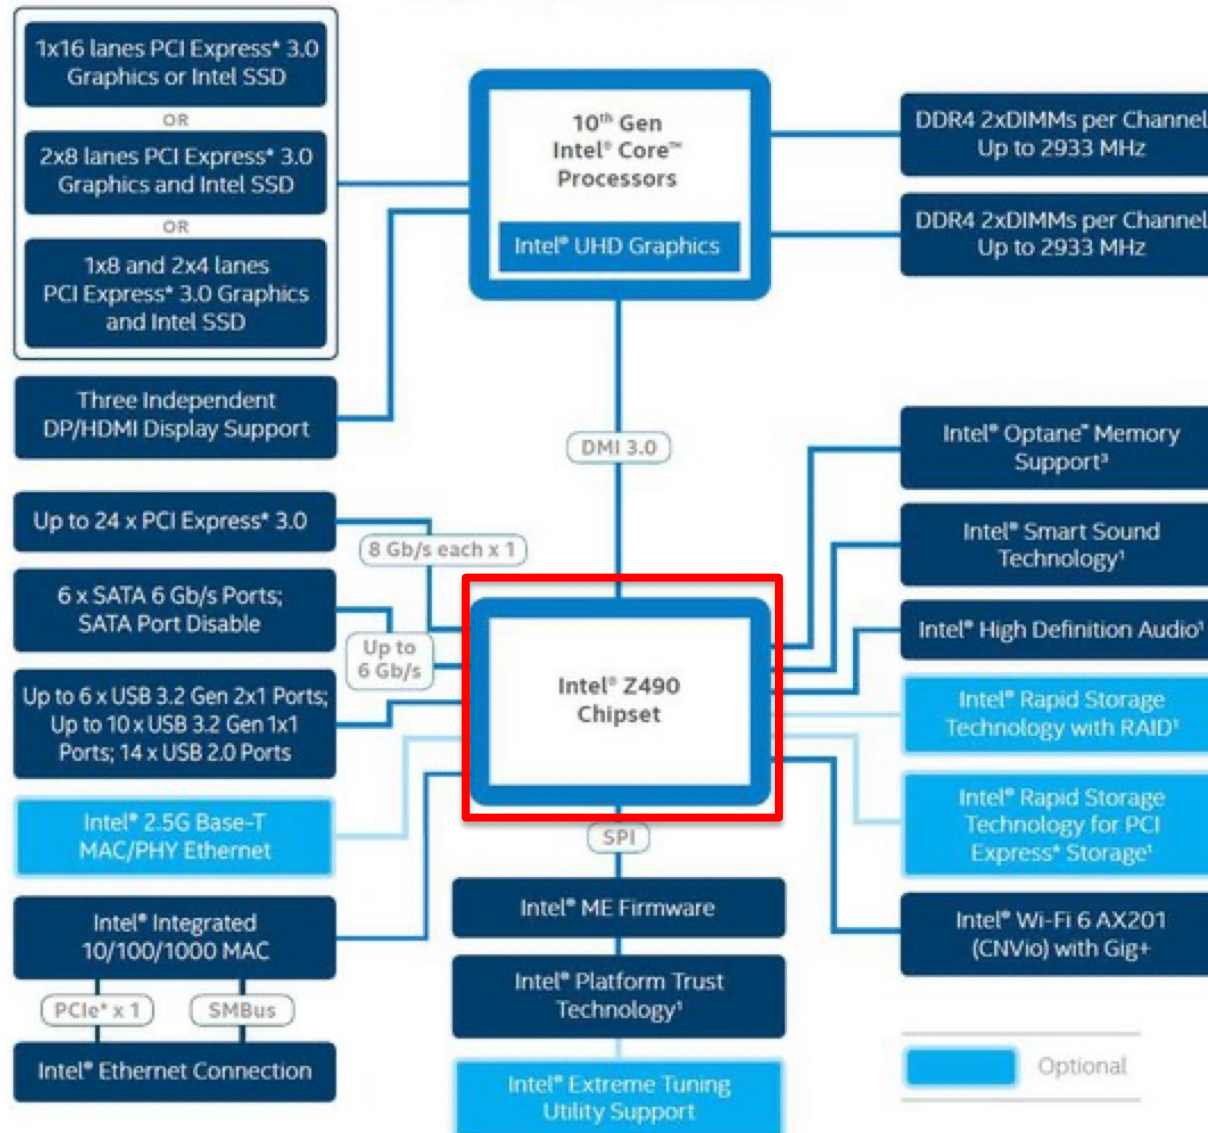 1x16 lanes PCI Express* 3.0
Graphics or Intel SSD
OR
2x8 lanes PCI Express* 3.0
Graphics and Intel SSD
OR
1x8 and 2x4 lanes
PCI Express* 3.0 Graphics
and Intel SSD
Three Independent
DP/HDMI Display Support
10th Gen
Intel® Core™
Processors
Intel® UHD Graphics
DDR4 2xDIMMs per Channel
Up to 2933 MHz
DDR4 2xDIMMs per Channel
Up to 2933 MHz
DMI 3.0
Up to 24 x PCI Express* 3.0
8 Gb/s each x 1
6 x SATA 6 Gb/s Ports;
SATA Port Disable
Up to
6 Gb/s
Up to 6 x USB 3.2 Gen 2x1 Ports;
Up to 10 x USB 3.2 Gen 1x1
Ports; 14 x USB 2.0 Ports
Intel® 2.5G Base-T
MAC/PHY Ethernet
Intel® Integrated
10/100/1000 MAC
PCIe* x 1
SMBus
Intel® Ethernet Connection
Intel® Z490
Chipset
SPI
Intel® ME Firmware
Intel® Platform Trust
Technology¹
Intel® Extreme Tuning
Utility Support
Intel® Optane™ Memory
Support³
Intel® Smart Sound
Technology¹
Intel® High Definition Audio¹
Intel® Rapid Storage
Technology with RAID¹
Intel® Rapid Storage
Technology for PCI
Express* Storage¹
Intel® Wi-Fi 6 AX201
(CNVio) with Gig+
Optional